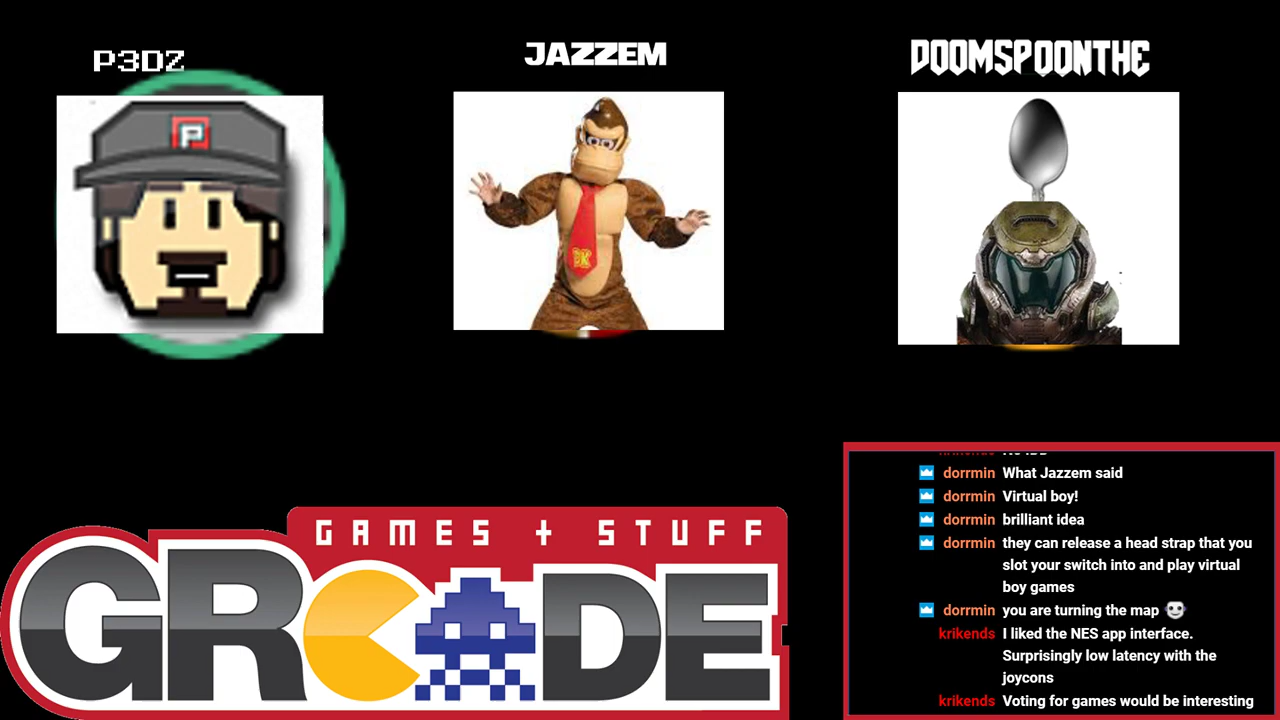 P3DZ
JAZZEM
DOOMSPOONTHE
P
DK
GAMES + STUFF
GRCADE
dorrmin What Jazzem said
dorrmin Virtual boy!
dorrmin brilliant idea
dorrmin they can release a head strap that you
slot your switch into and play virtual
boy games
dorrmin you are turning the map
krikends I liked the NES app interface.
Surprisingly low latency with the
joycons
krikends Voting for games would be interesting